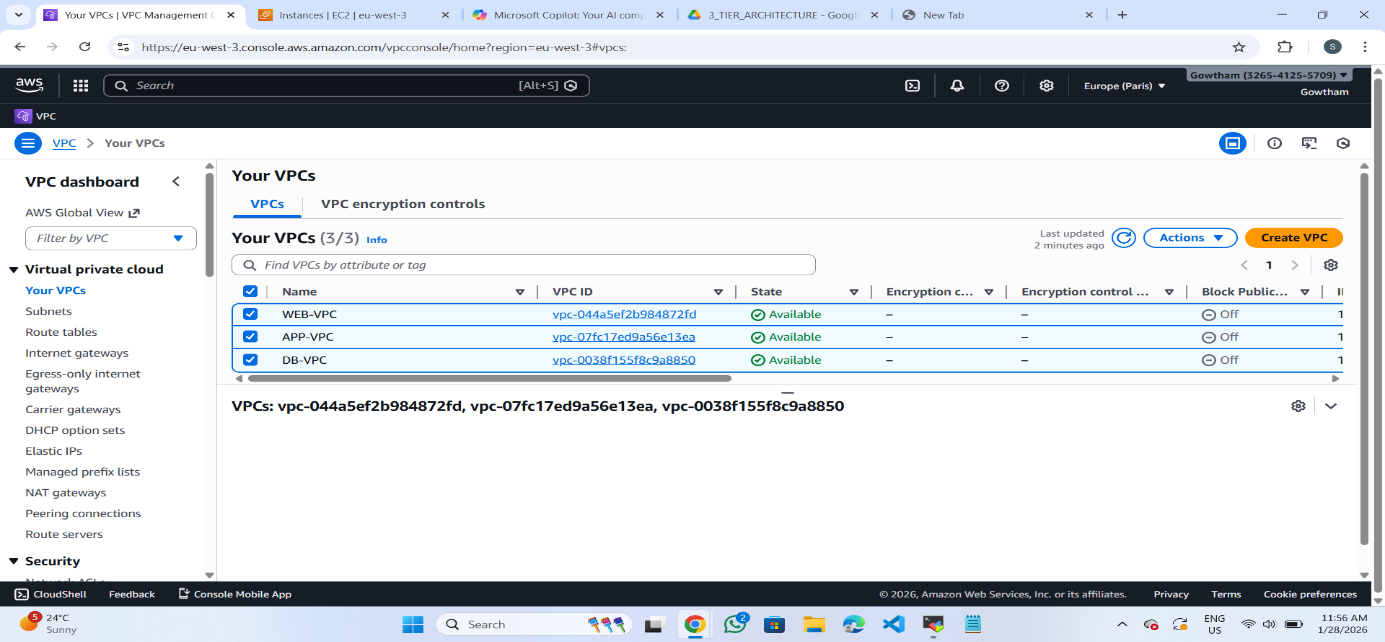 Your VPCs | VPC Management C
Instances | EC2 | eu-west-3
Microsoft Copilot: Your AI comp
3_TIER_ARCHITECTURE - Google
New Tab
https://eu-west-3.console.aws.amazon.com/vpcconsole/home?region=eu-west-3#vpcs:
S
aws
Search
[Alt+S]
Europe (Paris)
Gowtham (3265-4125-5709)
Gowtham
VPC
VPC
Your VPCs
VPC dashboard
AWS Global View
Filter by VPC
Virtual private cloud
Your VPCs
Subnets
Route tables
Internet gateways
Egress-only internet
gateways
Carrier gateways
DHCP option sets
Elastic IPs
Managed prefix lists
NAT gateways
Peering connections
Route servers
Security
Network ACLs
Your VPCs
VPCs
VPC encryption controls
Your VPCs (3/3) Info
Last updated
2 minutes ago
Actions
Create VPC
Find VPCs by attribute or tag
1
Name VPC ID State Encryption c... Encryption control ... Block Public...
WEB-VPC vpc-044a5ef2b984872fd Available – – Off
APP-VPC vpc-07fc17ed9a56e13ea Available – – Off
DB-VPC vpc-0038f155f8c9a8850 Available – – Off
VPCs: vpc-044a5ef2b984872fd, vpc-07fc17ed9a56e13ea, vpc-0038f155f8c9a8850
CloudShell Feedback Console Mobile App © 2026, Amazon Web Services, Inc. or its affiliates. Privacy Terms Cookie preferences
5
24°C
Sunny
Search
2
ENG
US
11:56 AM
1/28/2026